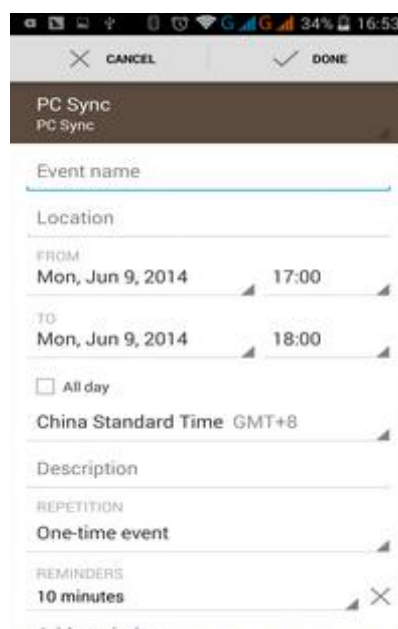 G G 34% 16:53
CANCEL DONE
PC Sync
PC Sync
Event name
Location
FROM
Mon, Jun 9, 2014 17:00
TO
Mon, Jun 9, 2014 18:00
All day
China Standard Time GMT+8
Description
REPETITION
One-time event
REMINDERS
10 minutes